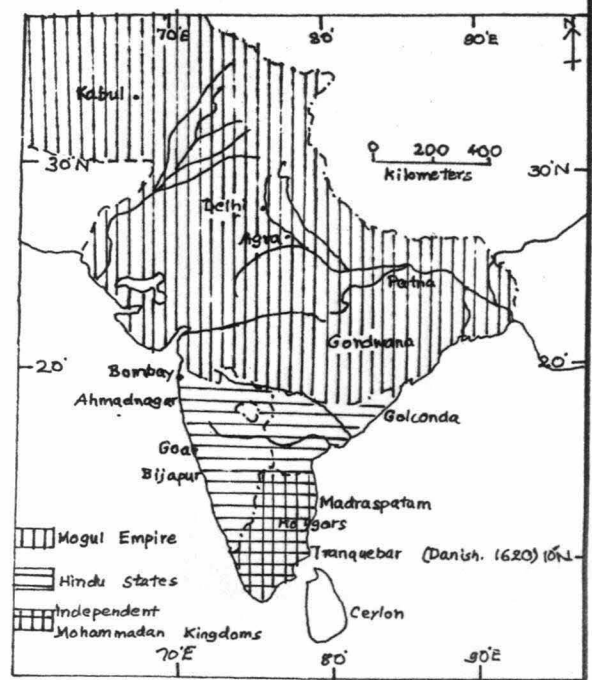 70°E 80° 90°E N
Kabul
0 200 400
Kilometers
30°N 30°N
Delhi
Agra
Patna
Gondwana
20° 20°
Bombay
Ahmadnagar
Golconda
Goa
Bijapur
Madraspatam
Tranquebar (Danish. 1620) 10°N
Mogul Empire
Hindu States
Ceylon
Independent
Mohammadan Kingdoms
70°E 80° 90°E